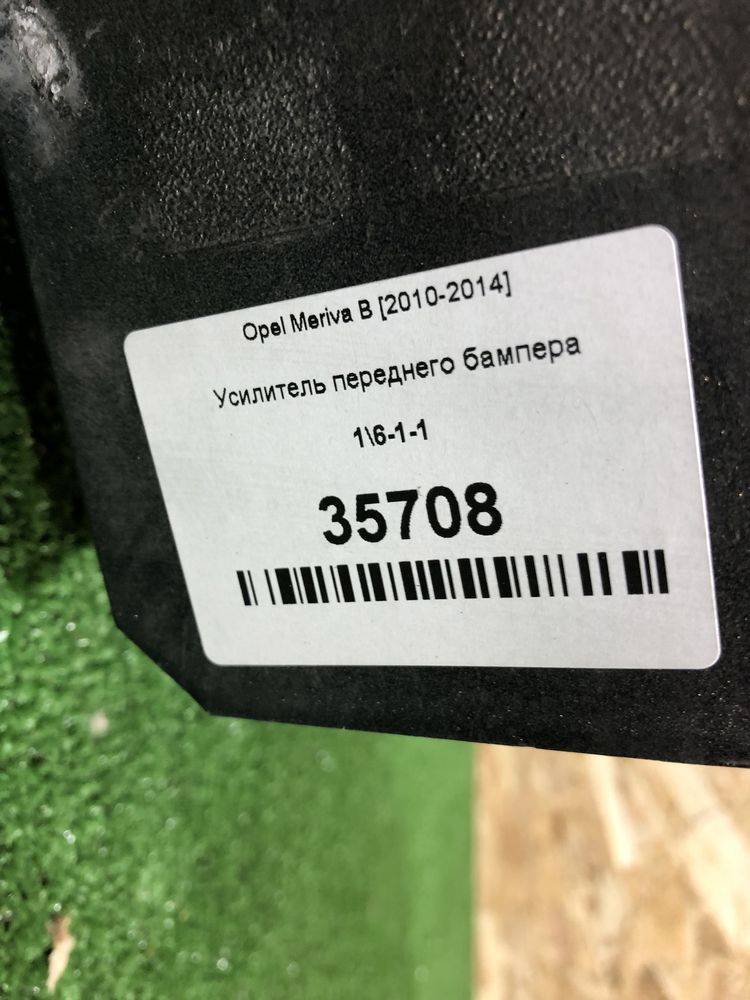 Opel Meriva B [2010-2014]
Усилитель переднего бампера
1\6-1-1
35708